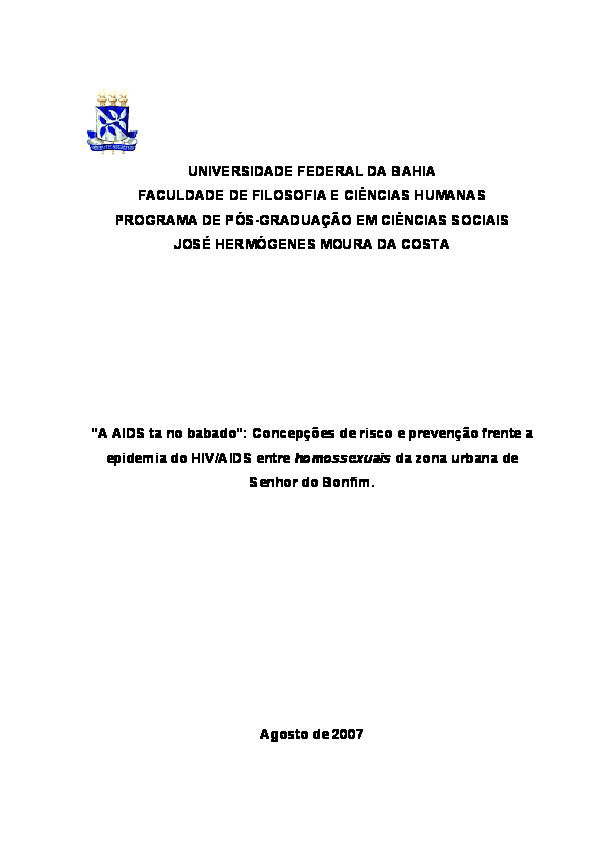 UNIVERSIDADE FEDERAL DA BAHIA
FACULDADE DE FILOSOFIA E CIÊNCIAS HUMANAS
PROGRAMA DE PÓS-GRADUAÇÃO EM CIÊNCIAS SOCIAIS
JOSÉ HERMÓGENES MOURA DA COSTA
"A AIDS ta no babado": Concepções de risco e prevenção frente a
epidemia do HIV/AIDS entre homossexuais da zona urbana de
Senhor do Bonfim.
Agosto de 2007